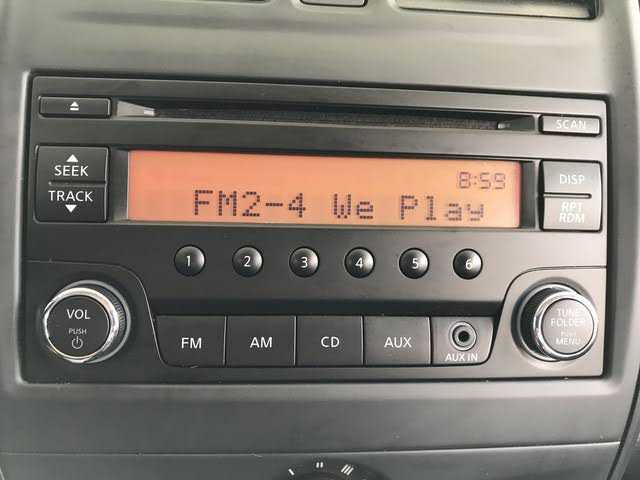 SCAN
SEEK
TRACK
8:59
FM2-4 We Play
DISP
RPT
RDM
1 2 3 4 5 6
VOL
PUSH
FM AM CD AUX
AUX IN
TUNE
FOLDER
PUSH
MENU